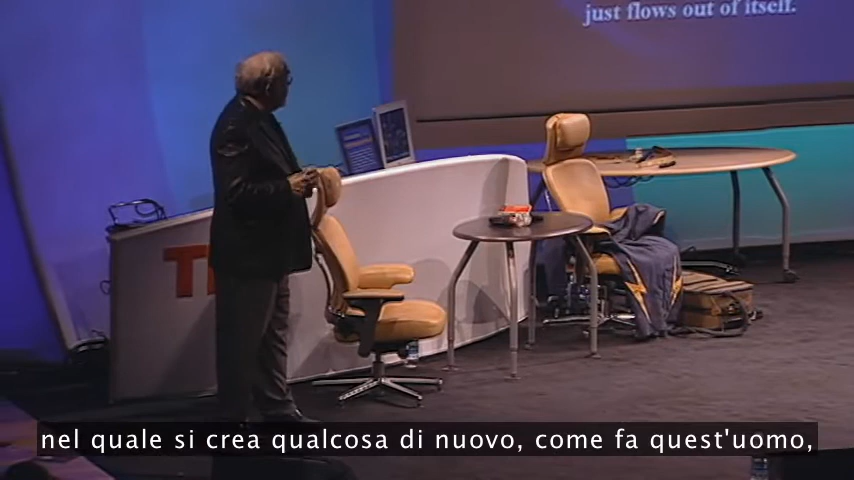 just flows out of itself.
nel quale si crea qualcosa di nuovo, come fa quest'uomo,